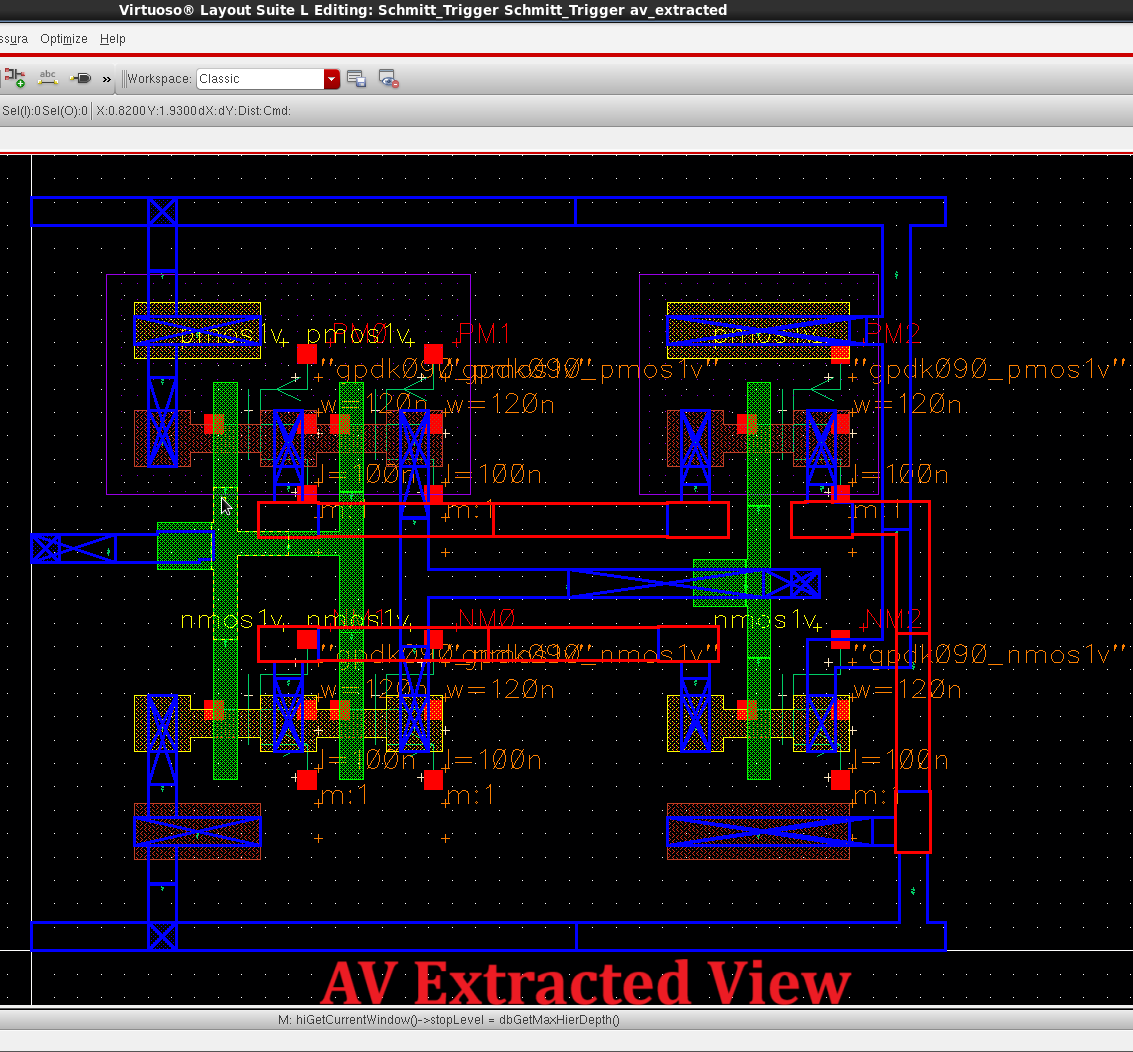 Virtuoso® Layout Suite L Editing: Schmitt_Trigger Schmitt_Trigger av_extracted
ssura Optimize Help
abc » Workspace: Classic
Sel(I):0 Sel(O):0 X:0.8200 Y:1.9300 dX: dY: Dist: Cmd:
pmos1v PM0 pmos1v PM1 pmos1v PM2
"gpdk090_pmos1v" "gpdk090_pmos1v"
w=120n w=120n w=120n
l=100n l=100n l=100n
m:1 m:1 m:1
nmos1v NM1 nmos1v NM0 nmos1v NM2
"gpdk090_nmos1v" "gpdk090_nmos1v"
w=120n w=120n w=120n
l=100n l=100n l=100n
m:1 m:1 m:1
AV Extracted View
M: hiGetCurrentWindow()->stopLevel = dbGetMaxHierDepth()